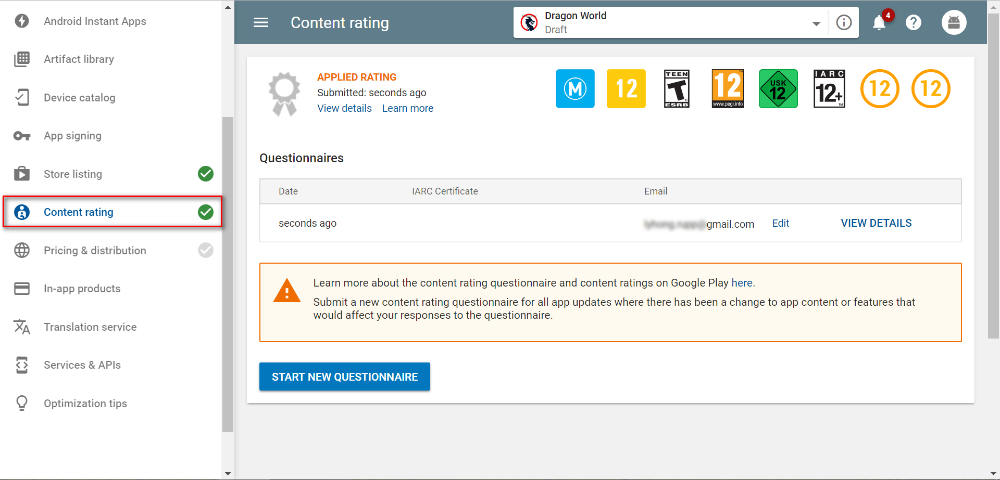 Android Instant Apps
Artifact library
Device catalog
App signing
Store listing
Content rating
Pricing & distribution
In-app products
Translation service
Services & APIs
Optimization tips
Content rating
Dragon World
Draft
4
?
APPLIED RATING
Submitted: seconds ago
View details Learn more
M
12
TEEN
T
®
ESRB
12
TM
www.pegi.info
USK
12
IARC
12+
TM
12
12
Questionnaires
Date IARC Certificate Email
seconds ago gmail.com Edit VIEW DETAILS
Learn more about the content rating questionnaire and content ratings on Google Play here.
Submit a new content rating questionnaire for all app updates where there has been a change to app content or features that
would affect your responses to the questionnaire.
START NEW QUESTIONNAIRE